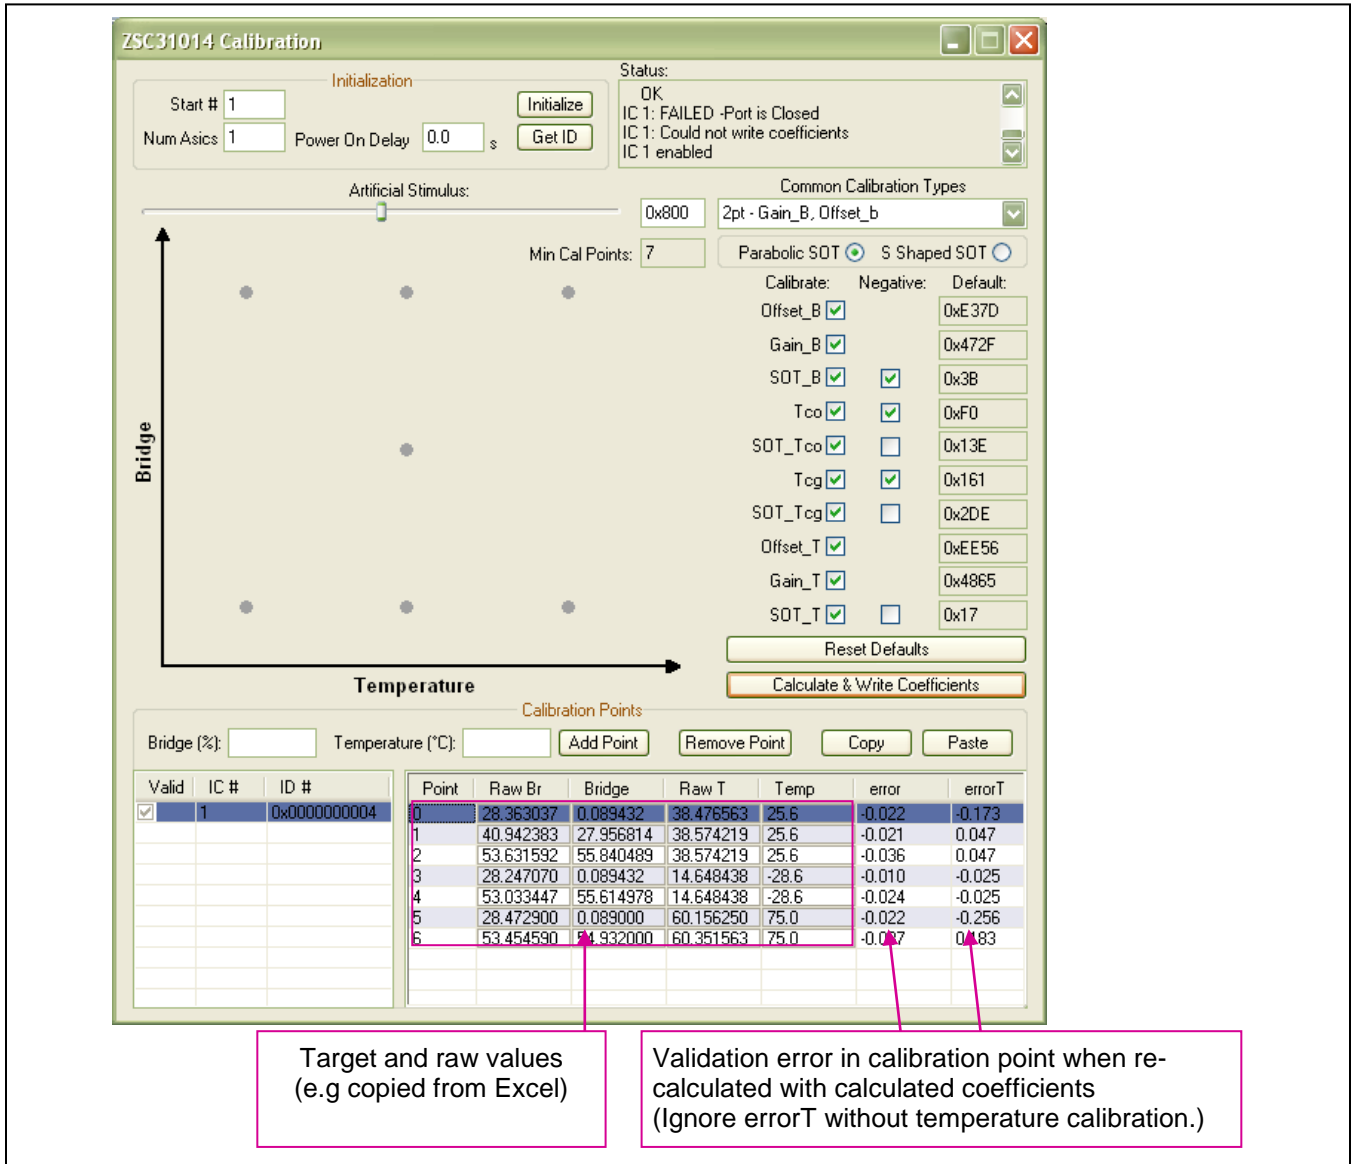 ZSC31014 Calibration
Initialization
Start # 1
Initialize
Num Asics 1 Power On Delay 0.0 s Get ID
Status:
OK
IC 1: FAILED -Port is Closed
IC 1: Could not write coefficients
IC 1 enabled
Artificial Stimulus:
0x800
Common Calibration Types
2pt - Gain_B, Offset_b
Min Cal Points: 7
Parabolic SOT S Shaped SOT
Calibrate: Negative: Default:
Offset_B 0xE37D
Gain_B 0x472F
SOT_B 0x3B
Tco 0xF0
SOT_Tco 0x13E
Tcg 0x161
SOT_Tcg 0x2DE
Offset_T 0xEE56
Gain_T 0x4865
SOT_T 0x17
Bridge
Temperature
Reset Defaults
Calculate & Write Coefficients
Calibration Points
Bridge (%): Temperature (°C): Add Point Remove Point Copy Paste
Valid IC # ID #
1 0x0000000004
Point Raw Br Bridge Raw T Temp error errorT
0 28.363037 0.089432 38.476563 25.6 -0.022 -0.173
1 40.942383 27.956814 38.574219 25.6 -0.021 0.047
2 53.631592 55.840489 38.574219 25.6 -0.036 0.047
3 28.247070 0.089432 14.648438 -28.6 -0.010 -0.025
4 53.033447 55.614978 14.648438 -28.6 -0.024 -0.025
5 28.472900 0.089000 60.156250 75.0 -0.022 -0.256
6 53.454590 60.351563 75.0
Target and raw values
(e.g copied from Excel)
Validation error in calibration point when re-
calculated with calculated coefficients
(Ignore errorT without temperature calibration.)